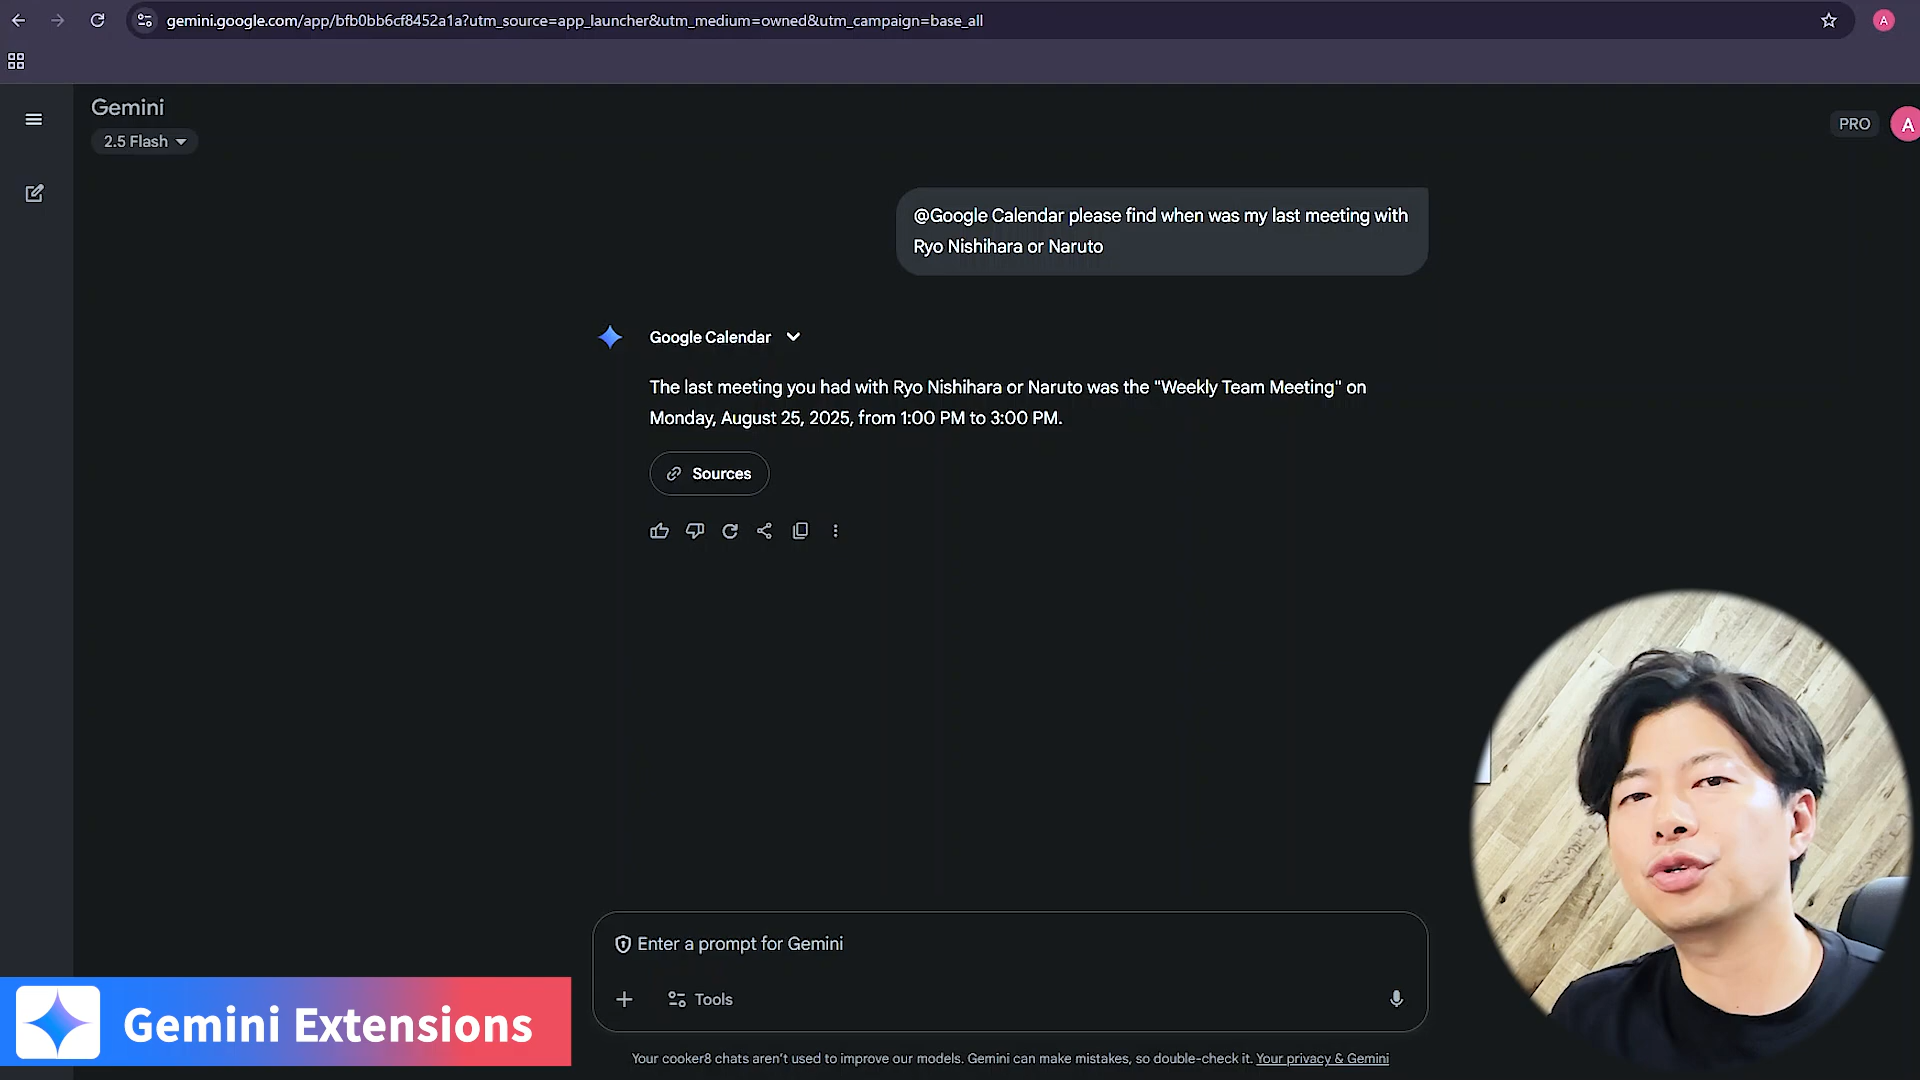 gemini.google.com/app/bfb0bb6cf8452a1a?utm_source=app_launcher&utm_medium=owned&utm_campaign=base_all
A
Gemini
2.5 Flash
PRO
A
@Google Calendar please find when was my last meeting with
Ryo Nishihara or Naruto
Google Calendar
The last meeting you had with Ryo Nishihara or Naruto was the "Weekly Team Meeting" on
Monday, August 25, 2025, from 1:00 PM to 3:00 PM.
Sources
Enter a prompt for Gemini
Tools
Gemini Extensions
Your cooker8 chats aren't used to improve our models. Gemini can make mistakes, so double-check it. Your privacy & Gemini